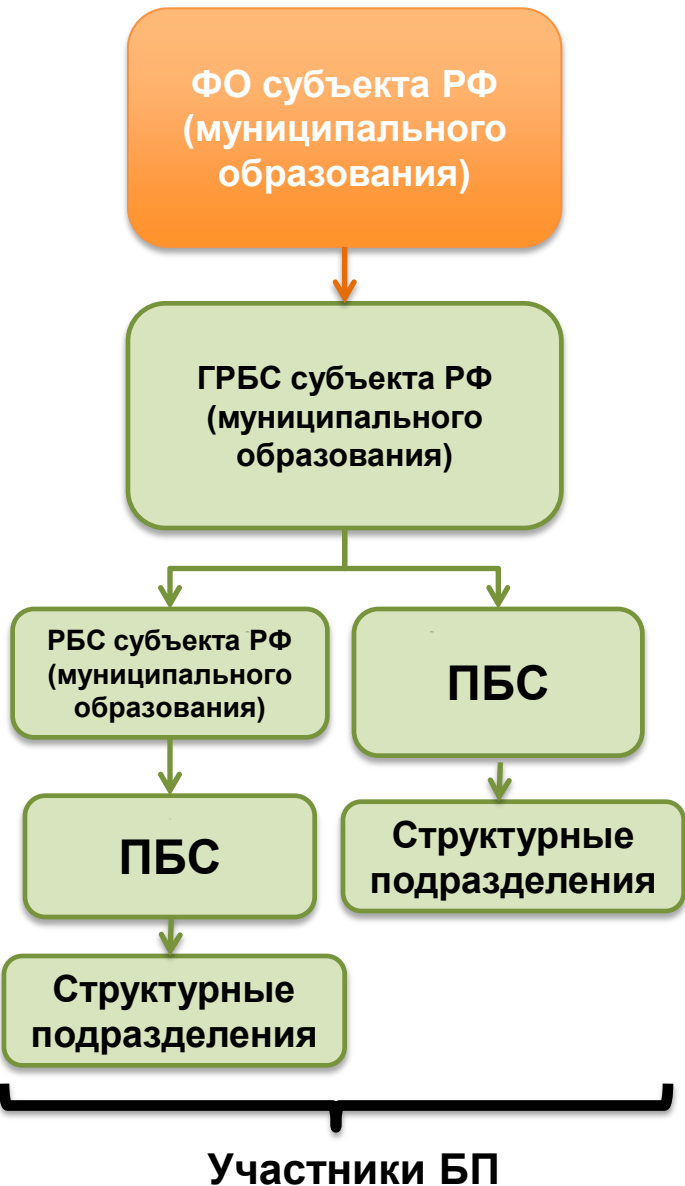 ФО субъекта РФ
(муниципального
образования)
ГРБС субъекта РФ
(муниципального
образования)
РБС субъекта РФ
(муниципального
образования)
ПБС
ПБС
Структурные
подразделения
Структурные
подразделения
Участники БП